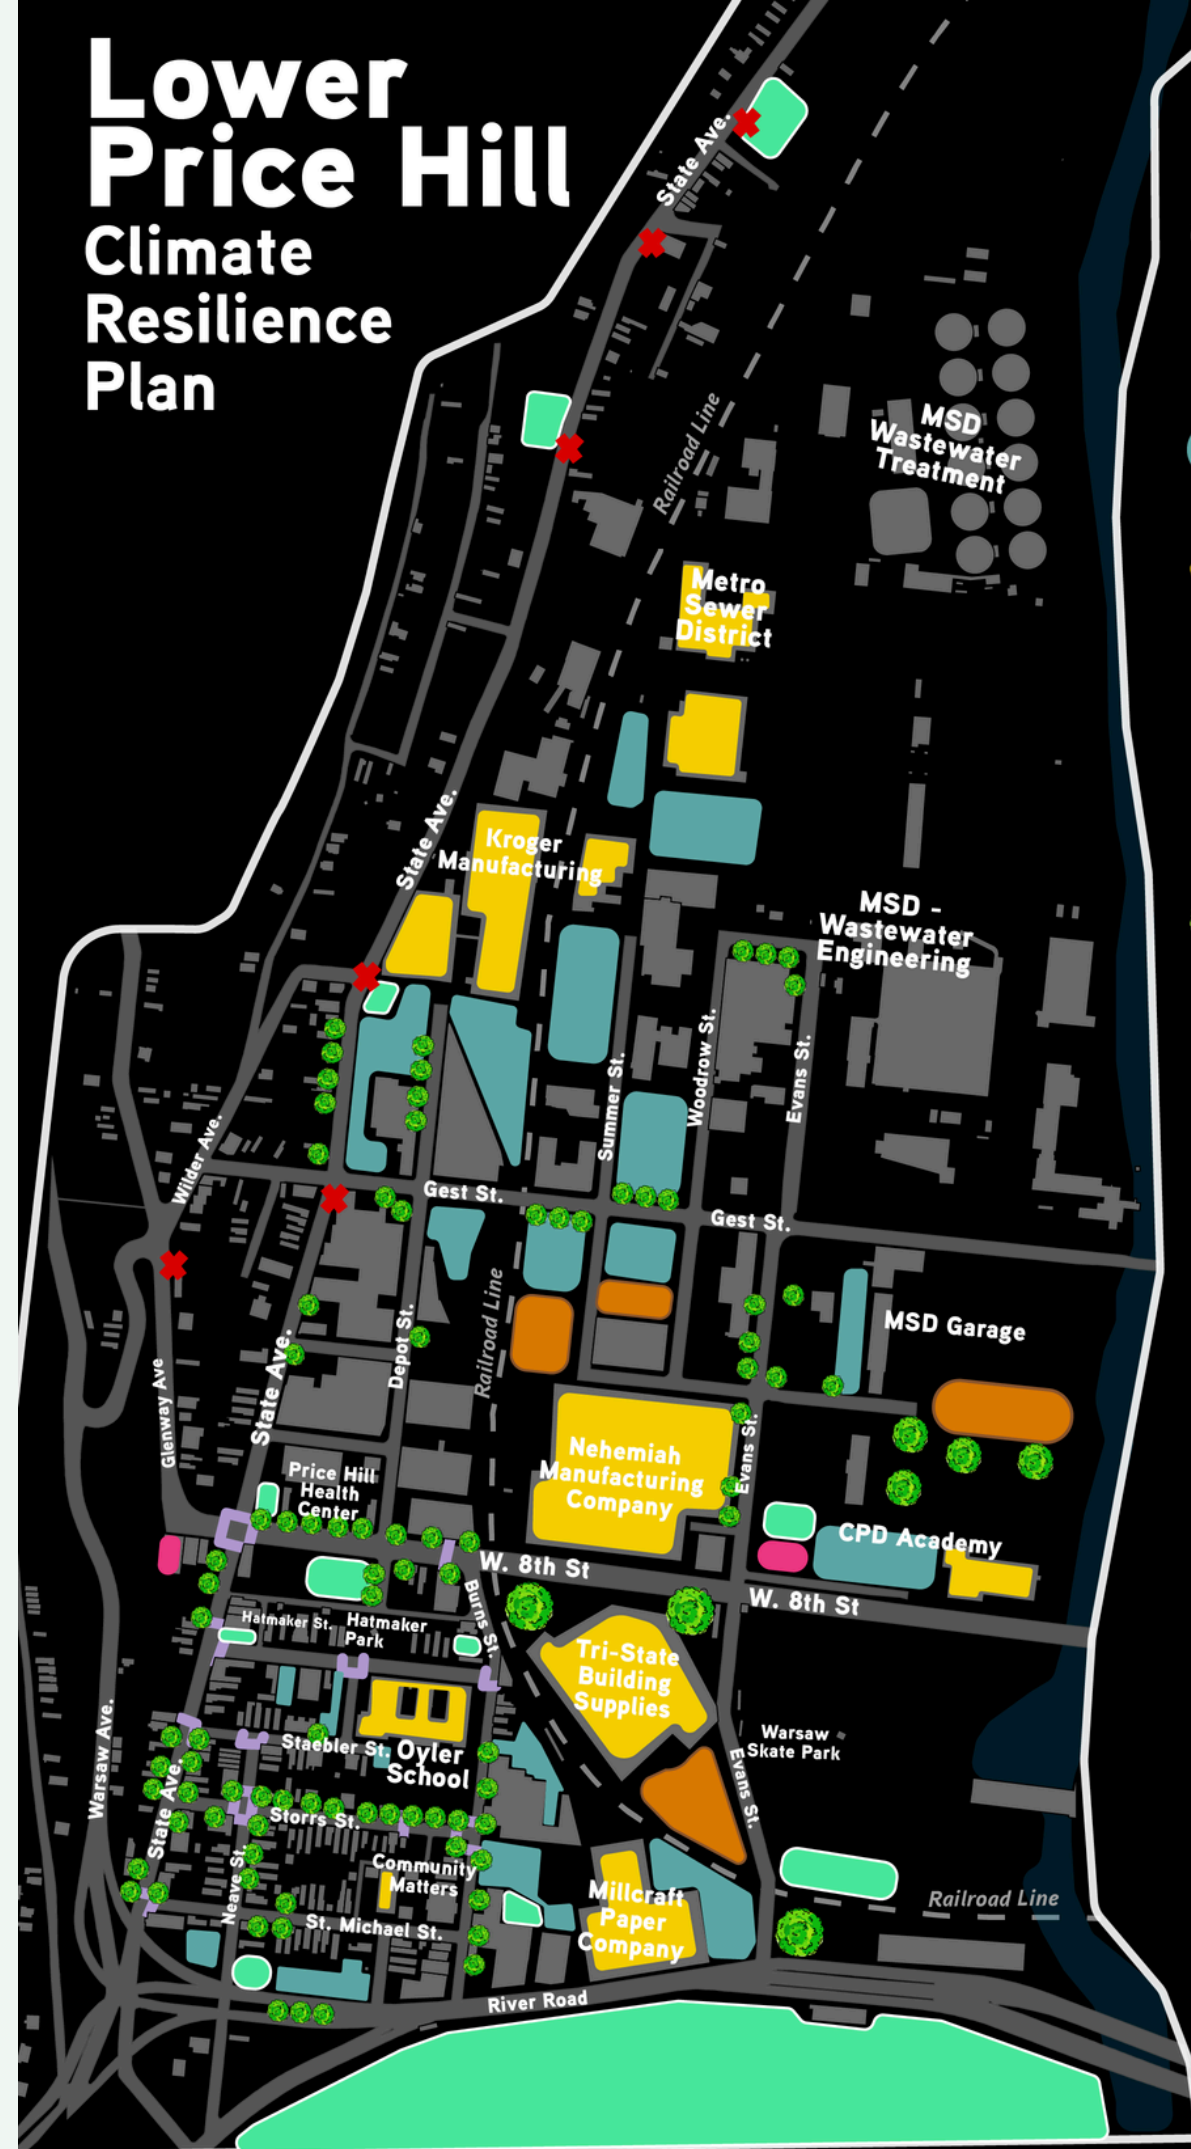 Lower
Price Hill
Climate
Resilience
Plan
State Ave.
Railroad Line
MSD
Wastewater
Treatment
Metro
Sewer
District
State Ave.
Kroger
Manufacturing
MSD -
Wastewater
Engineering
Woodrow St.
Evans St.
Summer St.
Wilder Ave.
Gest St.
Gest St.
Railroad Line
MSD Garage
Depot St.
State Ave.
Glenway Ave
Evans St.
Nehemiah
Manufacturing
Company
Price Hill
Health
Center
CPD Academy
W. 8th St
W. 8th St
Burns St.
Hatmaker St.
Hatmaker
Park
Tri-State
Building
Supplies
Warsaw
Skate Park
Evans St.
Warsaw Ave.
State Ave.
Staebler St.
Oyler
School
Storrs St.
Neave St.
Community
Matters
St. Michael St.
Millcraft
Paper
Company
Railroad Line
River Road